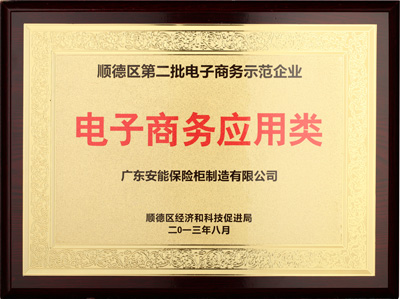 顺德区第二批电子商务示范企业
电子商务应用类
广东安能保险柜制造有限公司
顺德区经济和科技促进局
二0一三年八月